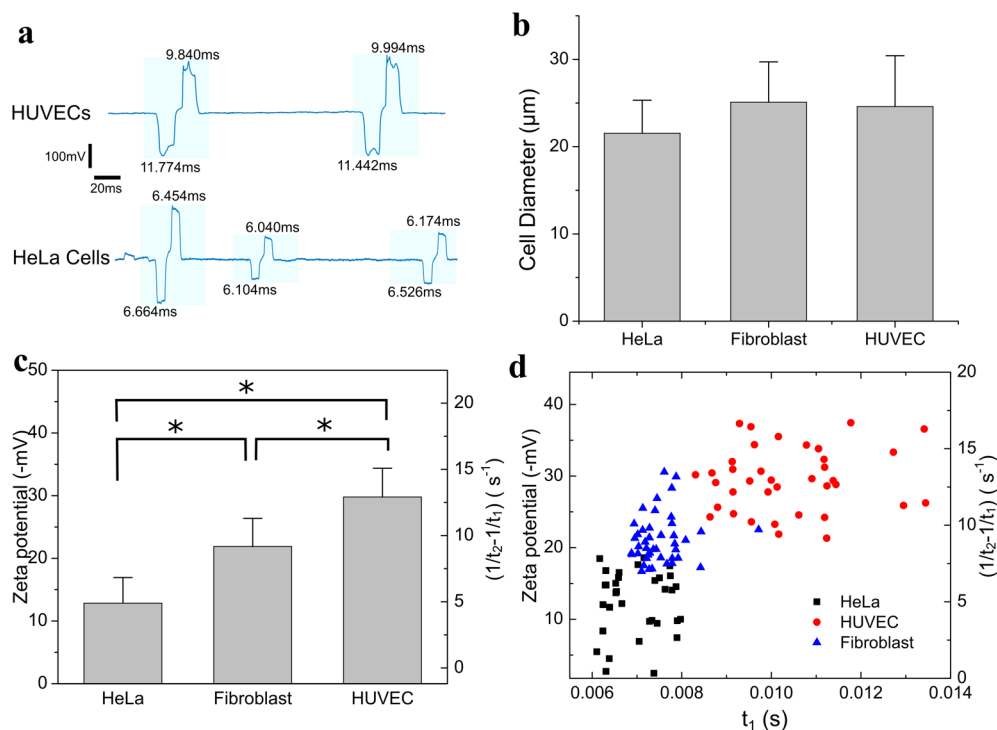 a
9.840ms
9.994ms
HUVECs
100mV
20ms
11.774ms
11.442ms
6.454ms
6.040ms
6.174ms
HeLa Cells
6.664ms
6.104ms
6.526ms
b
Cell Diameter (μm)
30
20
10
0
HeLa
Fibroblast
HUVEC
c
Zeta potential (-mV)
50
40
30
20
10
0
*
*
*
20
15
10
5
0
(1/t2-1/t1) ( s-1)
HeLa
Fibroblast
HUVEC
d
Zeta potential (-mV)
40
30
20
10
20
15
10
5
0
(1/t2-1/t1) ( s-1)
HeLa
HUVEC
Fibroblast
0.006
0.008
0.010
0.012
0.014
t1 (s)